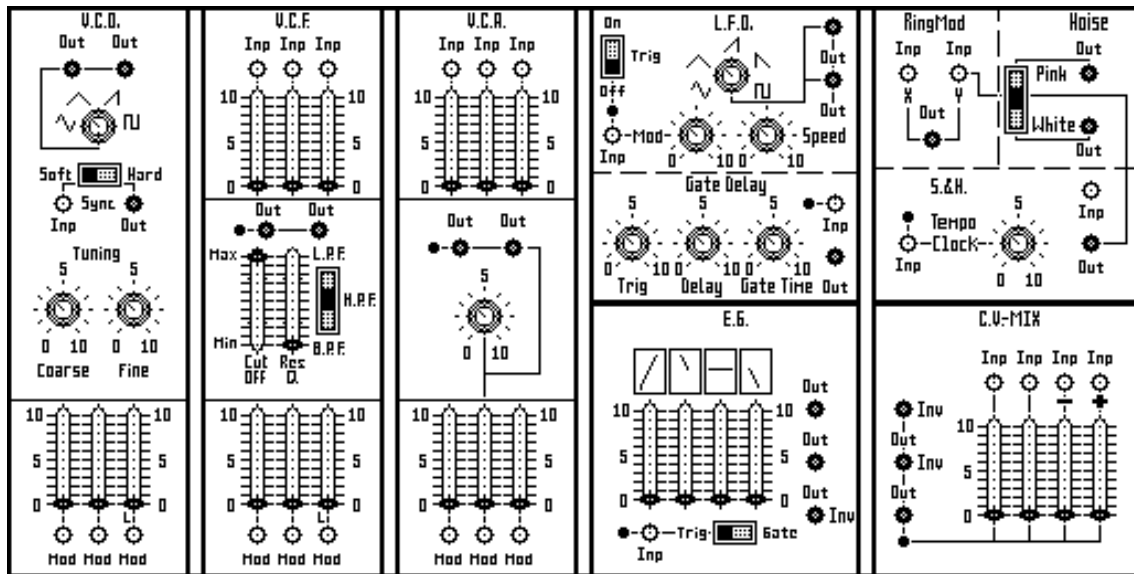 V.C.O.
Out Out
Soft Hard
Sync
Inp Out
Tuning
5 5
0 10 0 10
Coarse Fine
10 10
5 5
0 0
L
Mod Mod Mod
V.C.F.
Inp Inp Inp
10 10
5 5
0 0
Out Out
Max
L.P.F.
H.P.F.
Min
B.P.F.
Cut Res
OFF Q.
10 10
5 5
0 0
L
Mod Mod Mod
V.C.A.
Inp Inp Inp
10 10
5 5
0 0
Out Out
5
0 10
10 10
5 5
0 0
Mod Mod Mod
On
L.F.O.
Trig
Out
Off
Out
Mod Speed
Inp
0 10 0 10
Gate Delay
5 5 5
Inp
0 10 0 10 0 10
Trig Delay Gate Time Out
E.G.
Out
10 10
Out
5 5
Out
0 0
Inv
Trig Gate
Inp
RingMod
Inp Inp
X Y
Out
Noise
Out
Pink
White
Out
S.&H.
5
Inp
Tempo
Clock
Inp
0 10
Out
C.V.-MIX
Inp Inp Inp Inp
- +
Inv
Out
10
Inv
5
Out
0